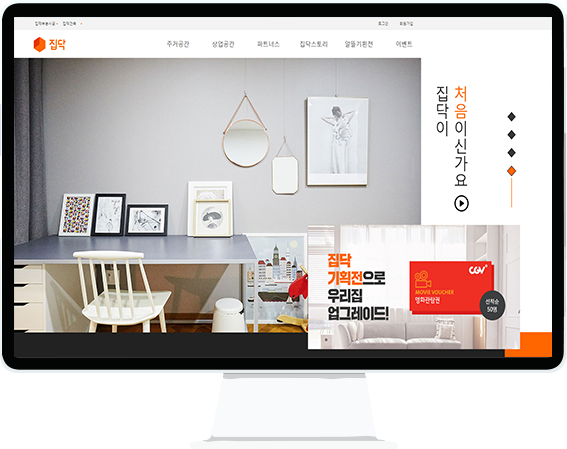 로그인 회원가입
집닥
주거공간 상업공간 파트너스 집닥스토리 알뜰기획전 이벤트
처음이신가요
집닥이
집닥
기획전으로
우리집
업그레이드!
CGV
MOVIE VOUCHER
영화관람권
선착순
50명